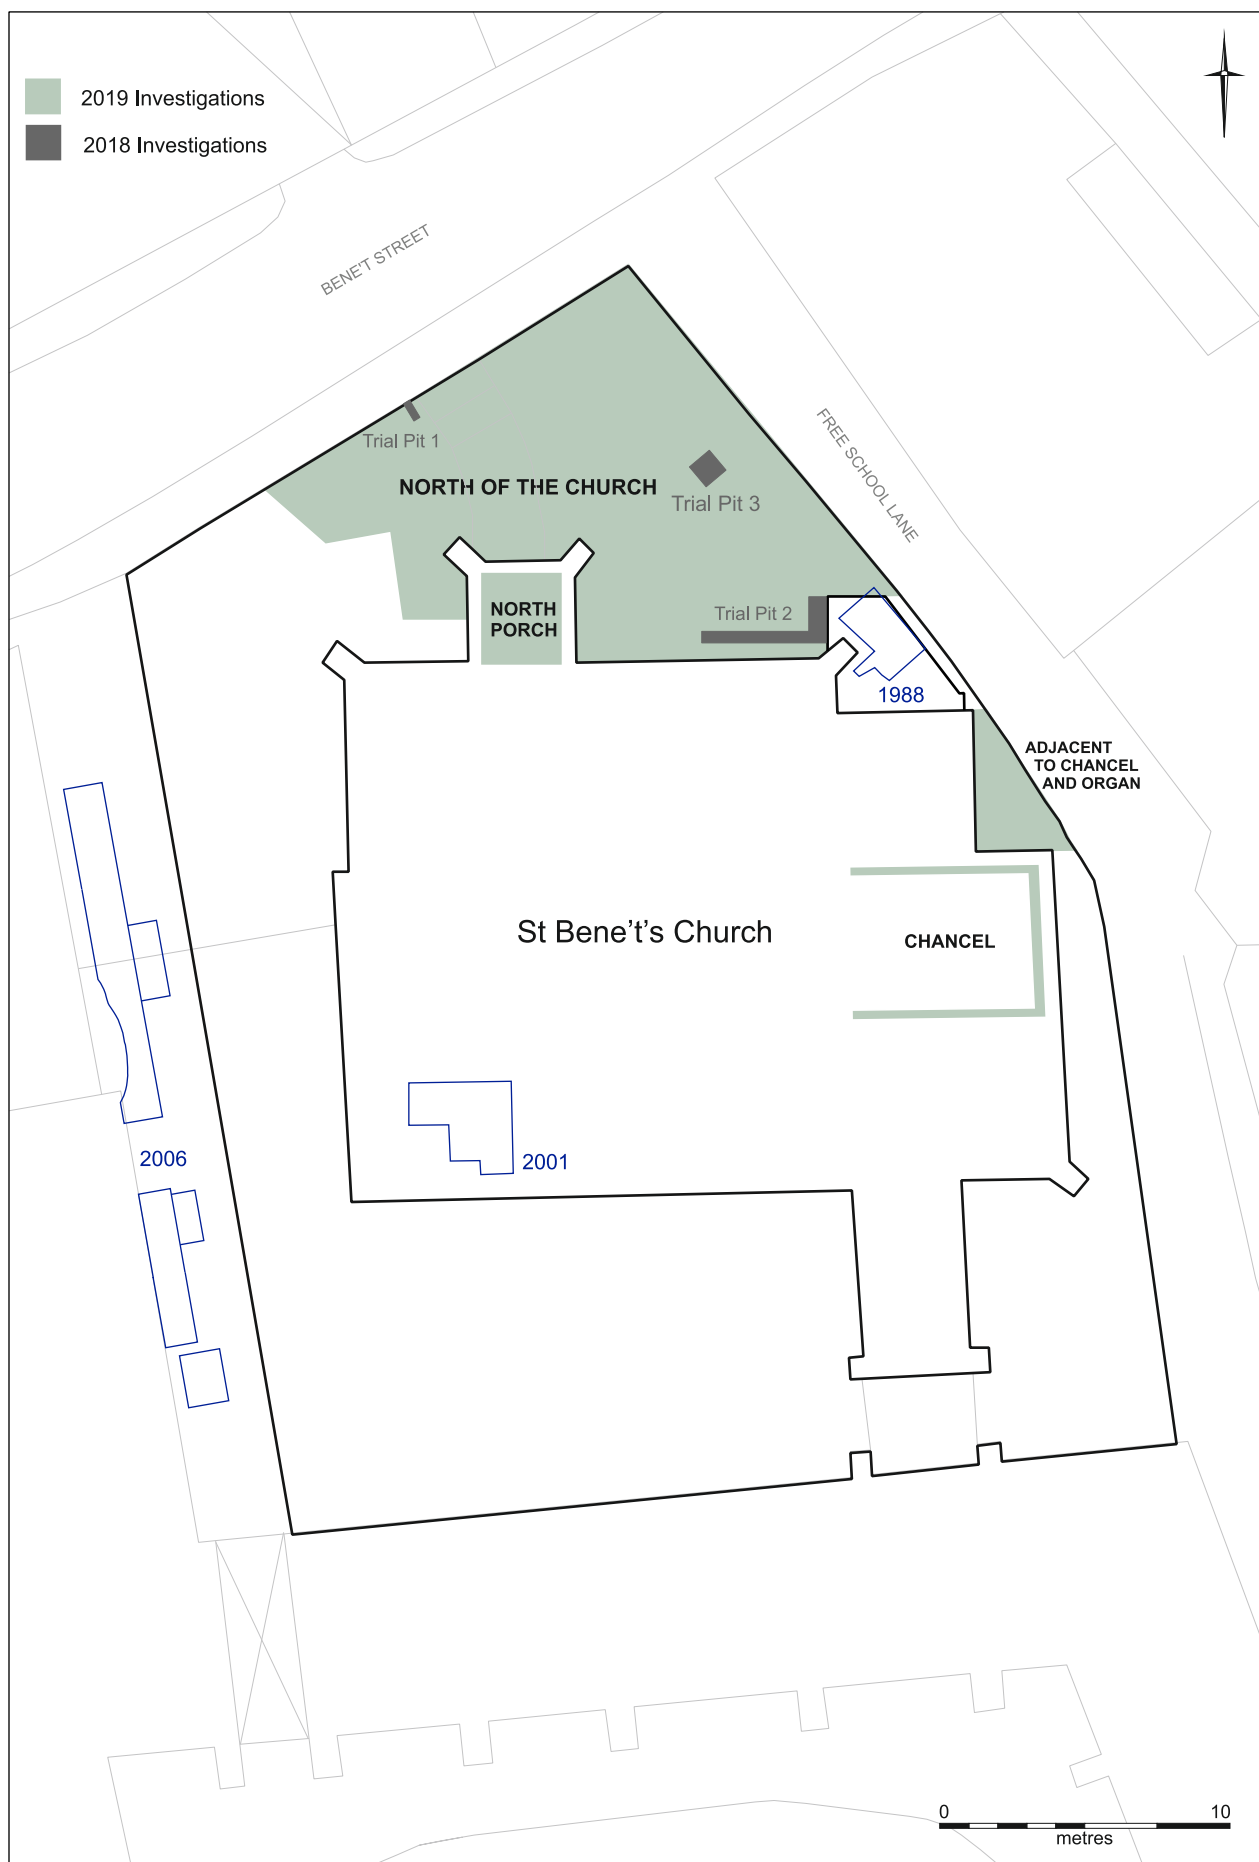 2019 Investigations
2018 Investigations
BENE'T STREET
FREE SCHOOL LANE
Trial Pit 1
NORTH OF THE CHURCH
Trial Pit 3
NORTH
PORCH
Trial Pit 2
1988
ADJACENT
TO CHANCEL
AND ORGAN
St Bene't's Church
CHANCEL
2001
2006
0 10
metres